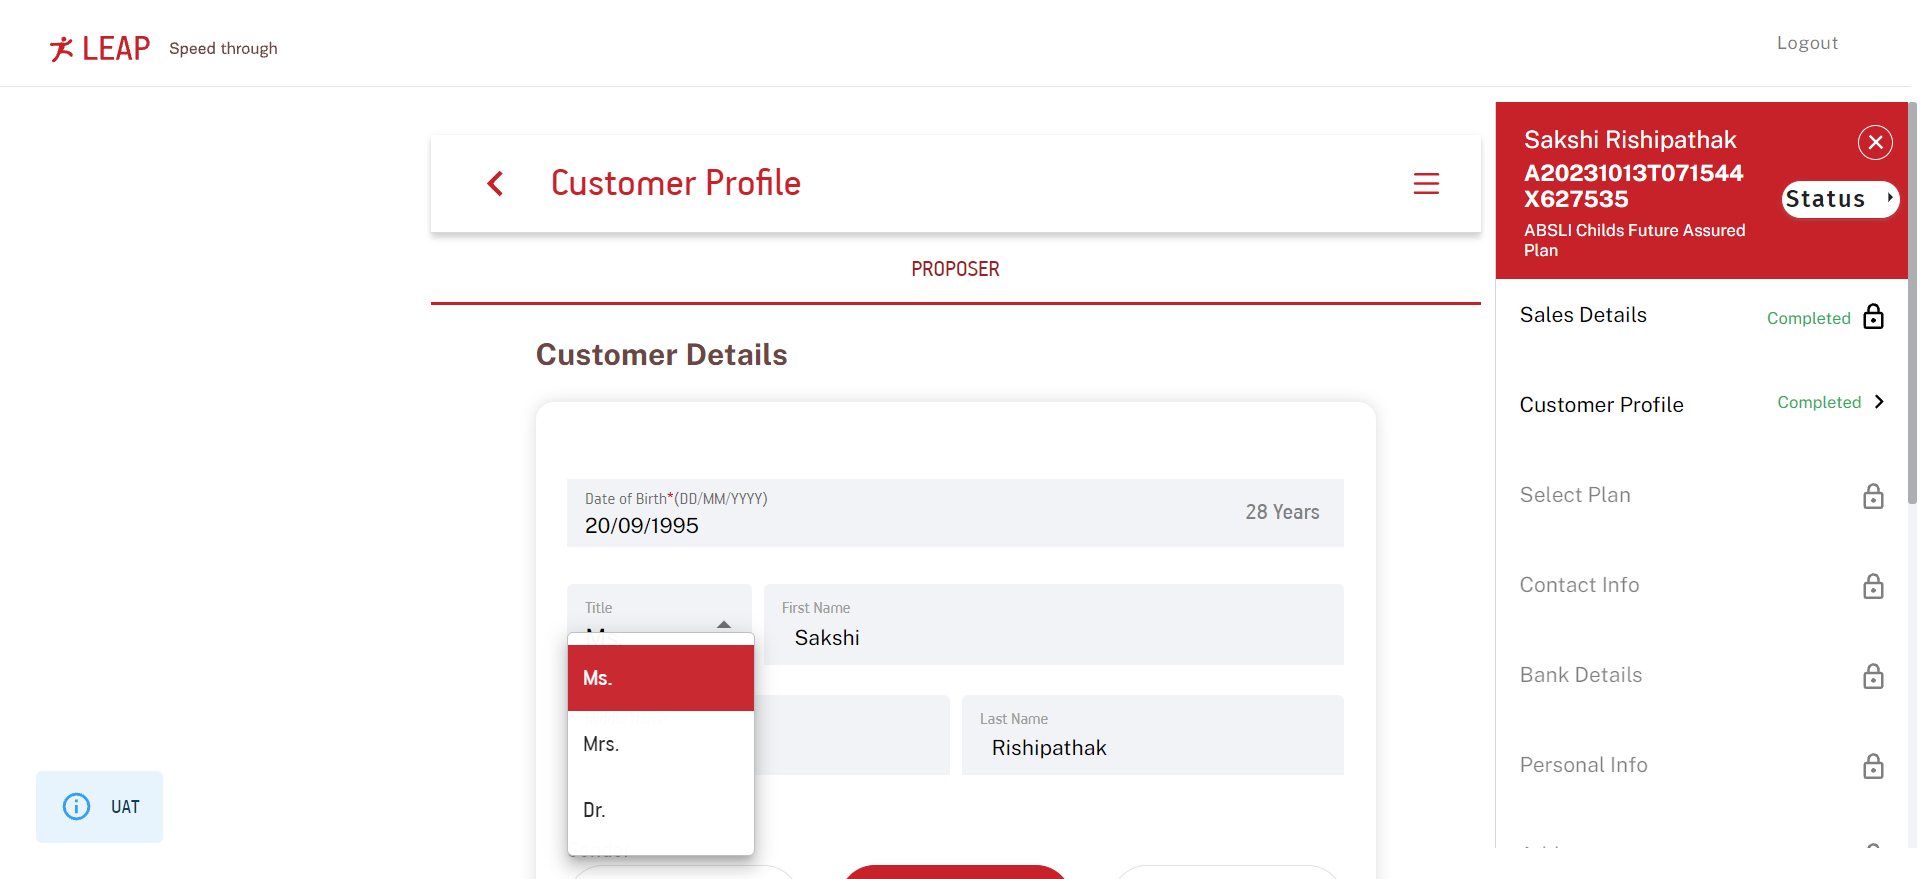 LEAP Speed through
Logout
Customer Profile
PROPOSER
Customer Details
Date of Birth*(DD/MM/YYYY)
20/09/1995
28 Years
Title
First Name
Sakshi
Ms.
Mrs.
Dr.
Last Name
Rishipathak
UAT
Sakshi Rishipathak
A20231013T071544
X627535
Status
ABSLI Childs Future Assured
Plan
Sales Details
Completed
Customer Profile
Completed
Select Plan
Contact Info
Bank Details
Personal Info